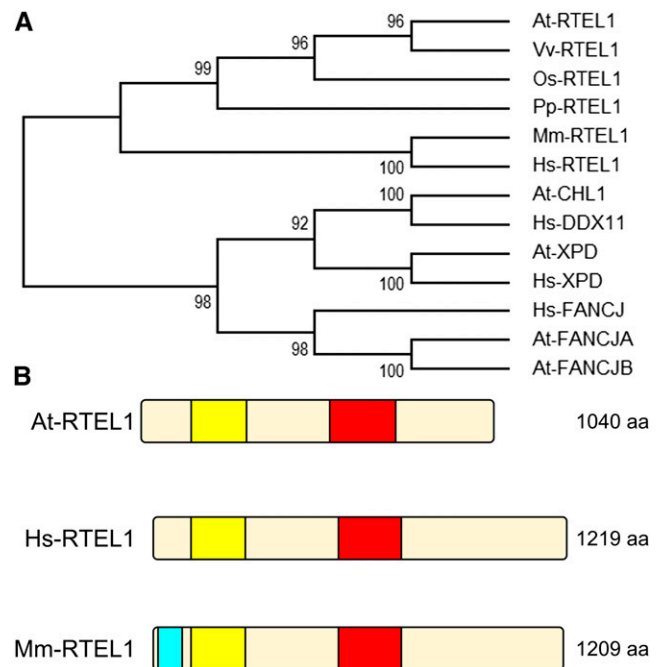 A
96 At-RTEL1
96 Vv-RTEL1
99 Os-RTEL1
Pp-RTEL1
Mm-RTEL1
100 Hs-RTEL1
100 At-CHL1
92 Hs-DDX11
At-XPD
100 Hs-XPD
98 Hs-FANCJ
98 At-FANCJA
100 At-FANCJB
B
At-RTEL1 1040 aa
Hs-RTEL1 1219 aa
Mm-RTEL1 1209 aa